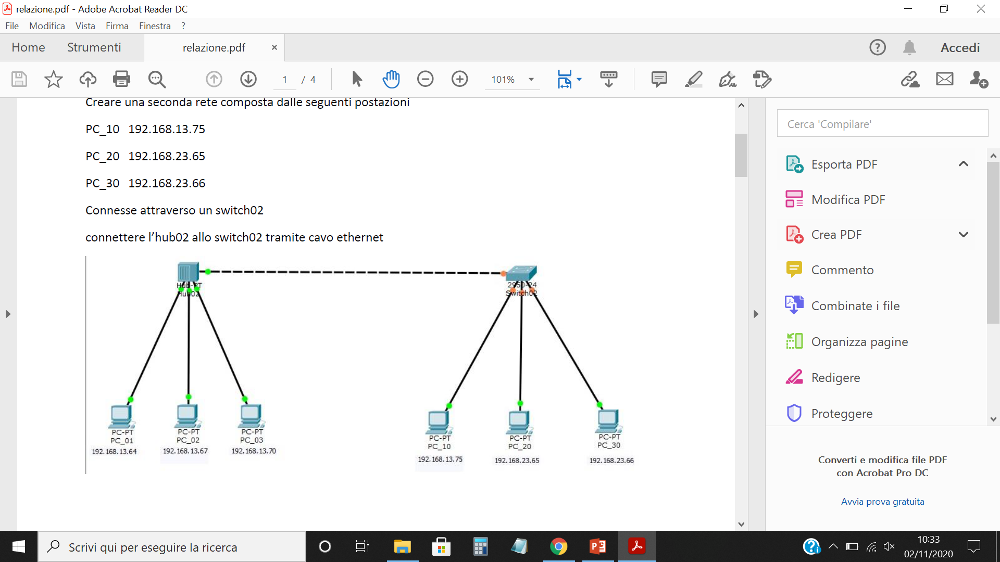 relazione.pdf - Adobe Acrobat Reader DC
File Modifica Vista Firma Finestra ?
Home Strumenti relazione.pdf × Accedi
1 / 4 101%
Creare una seconda rete composta dalle seguenti postazioni
PC_10 192.168.13.75
PC_20 192.168.23.65
PC_30 192.168.23.66
Connesse attraverso un switch02
connettere l’hub02 allo switch02 tramite cavo ethernet
Hub-PT
Hub02
2950-24
Switch02
PC-PT
PC_01
192.168.13.64
PC-PT
PC_02
192.168.13.67
PC-PT
PC_03
192.168.13.70
PC-PT
PC_10
192.168.13.75
PC-PT
PC_20
192.168.23.65
PC-PT
PC_30
192.168.23.66
Cerca 'Compilare'
Esporta PDF
Modifica PDF
Crea PDF
Commento
Combinate i file
Organizza pagine
Redigere
Proteggere
Converti e modifica file PDF
con Acrobat Pro DC
Avvia prova gratuita
Scrivi qui per eseguire la ricerca
10:33
02/11/2020